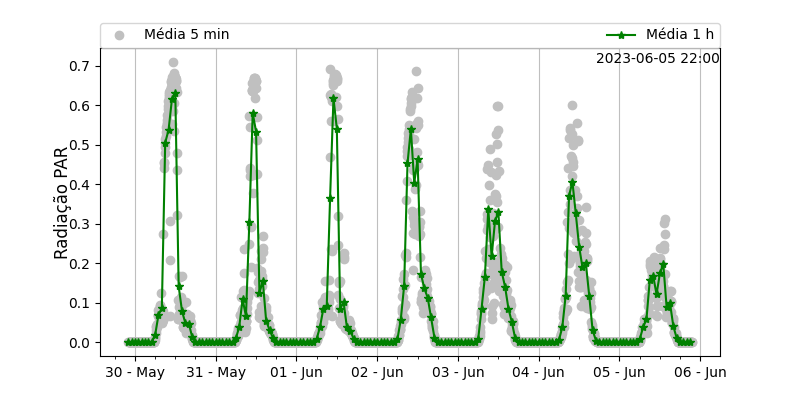 Média 5 min
Média 1 h
2023-06-05 22:00
Radiação PAR
0.7
0.6
0.5
0.4
0.3
0.2
0.1
0.0
30 - May
31 - May
01 - Jun
02 - Jun
03 - Jun
04 - Jun
05 - Jun
06 - Jun